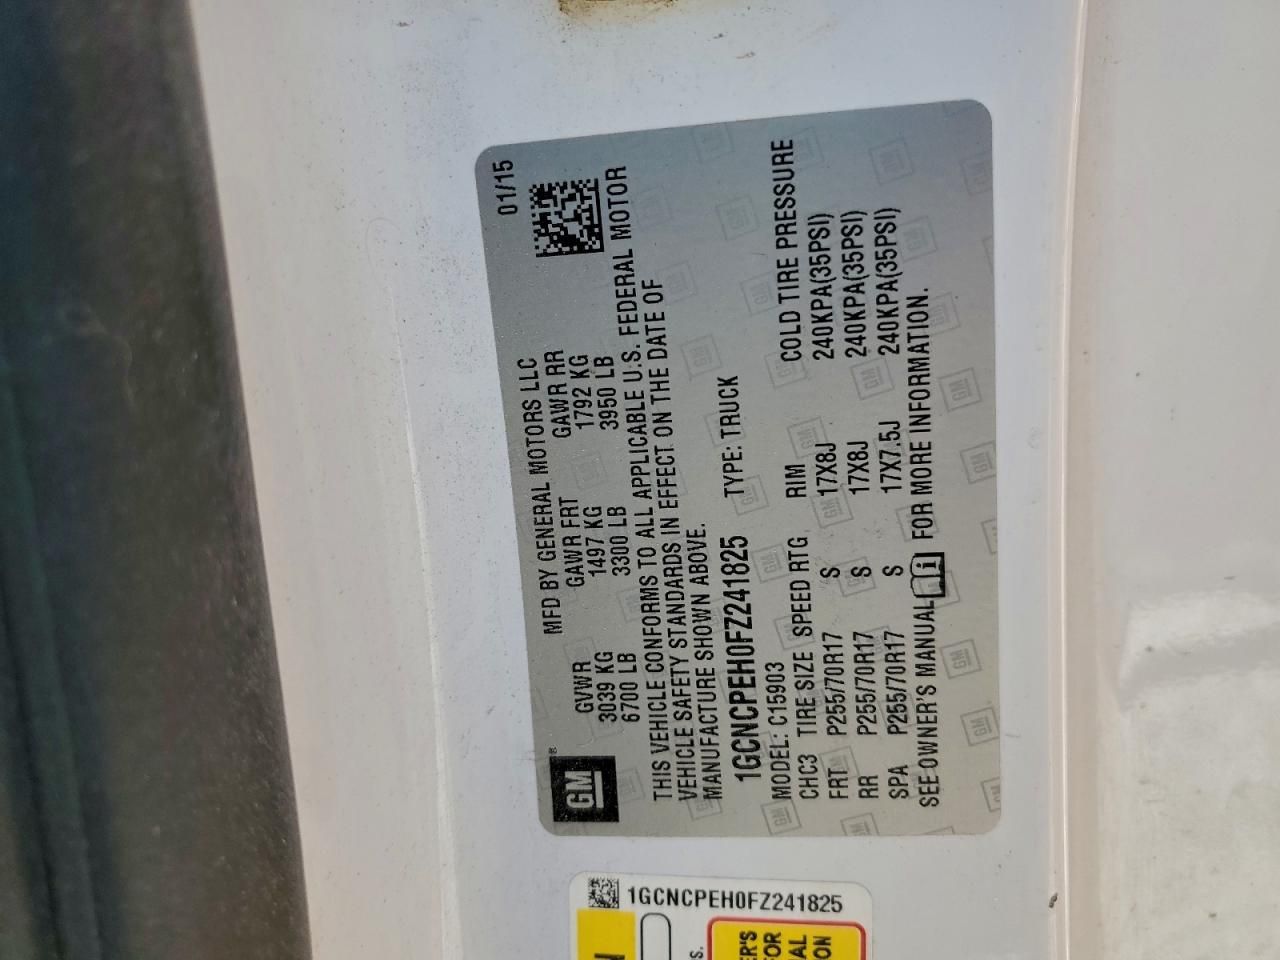 01/15
MFD BY GENERAL MOTORS LLC
GVWR GAWR FRT GAWR RR
3039 KG 1497 KG 1792 KG
6700 LB 3300 LB 3950 LB
GM®
THIS VEHICLE CONFORMS TO ALL APPLICABLE U.S. FEDERAL MOTOR
VEHICLE SAFETY STANDARDS IN EFFECT ON THE DATE OF
MANUFACTURE SHOWN ABOVE.
1GCNCPEH0FZ241825 TYPE: TRUCK
MODEL: C15903
CHC3 TIRE SIZE SPEED RTG RIM COLD TIRE PRESSURE
FRT P255/70R17 S 17X8J 240KPA(35PSI)
RR P255/70R17 S 17X8J 240KPA(35PSI)
SPA P255/70R17 S 17X7.5J 240KPA(35PSI)
SEE OWNER'S MANUAL FOR MORE INFORMATION.
1GCNCPEH0FZ241825
N
S.
ER'S
FOR
AL
ON